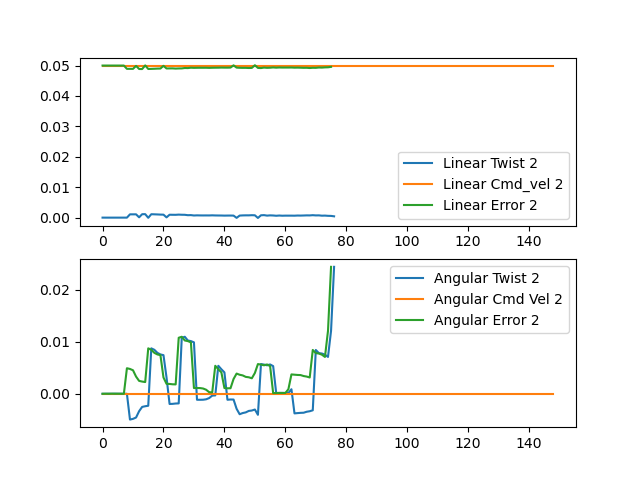 0.05
0.04
0.03
0.02
0.01
0.00
Linear Twist 2
Linear Cmd_vel 2
Linear Error 2
0 20 40 60 80 100 120 140
0.02
0.01
0.00
Angular Twist 2
Angular Cmd Vel 2
Angular Error 2
0 20 40 60 80 100 120 140